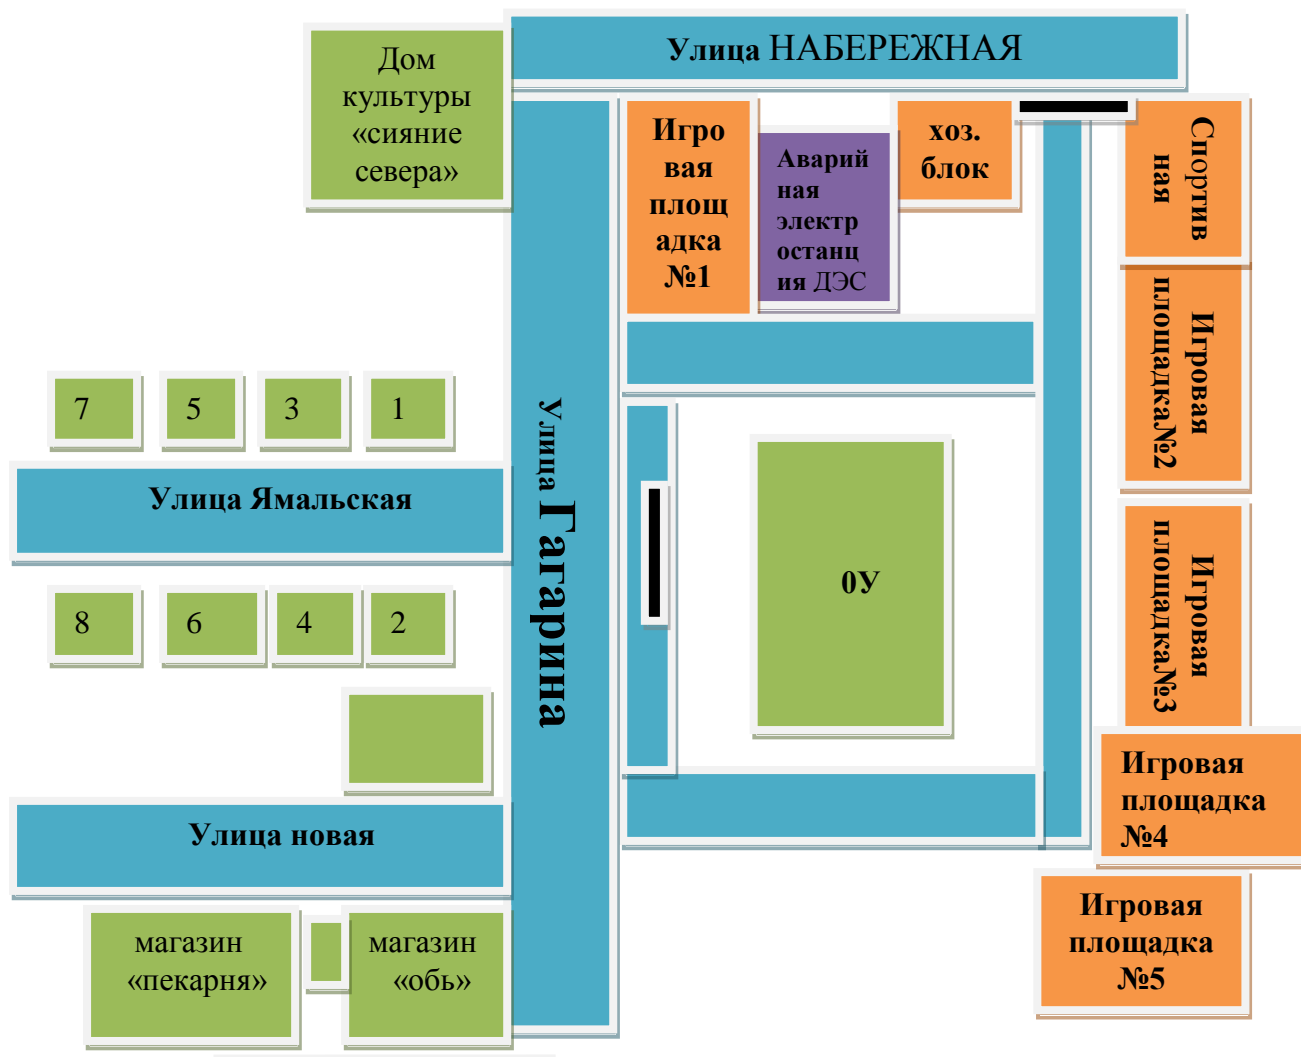 Улица НАБЕРЕЖНАЯ
Дом
культуры
«сияние
севера»
Игро
вая
площ
адка
№1
Аварий
ная
электр
останц
ия ДЭС
хоз.
блок
Спортив
ная
Игровая
площадка№2
7
5
3
1
Улица Ямальская
Улица Гагарина
0У
Игровая
площадка№3
8
6
4
2
Игровая
площадка
№4
Улица новая
Игровая
площадка
№5
магазин
«пекарня»
магазин
«обь»